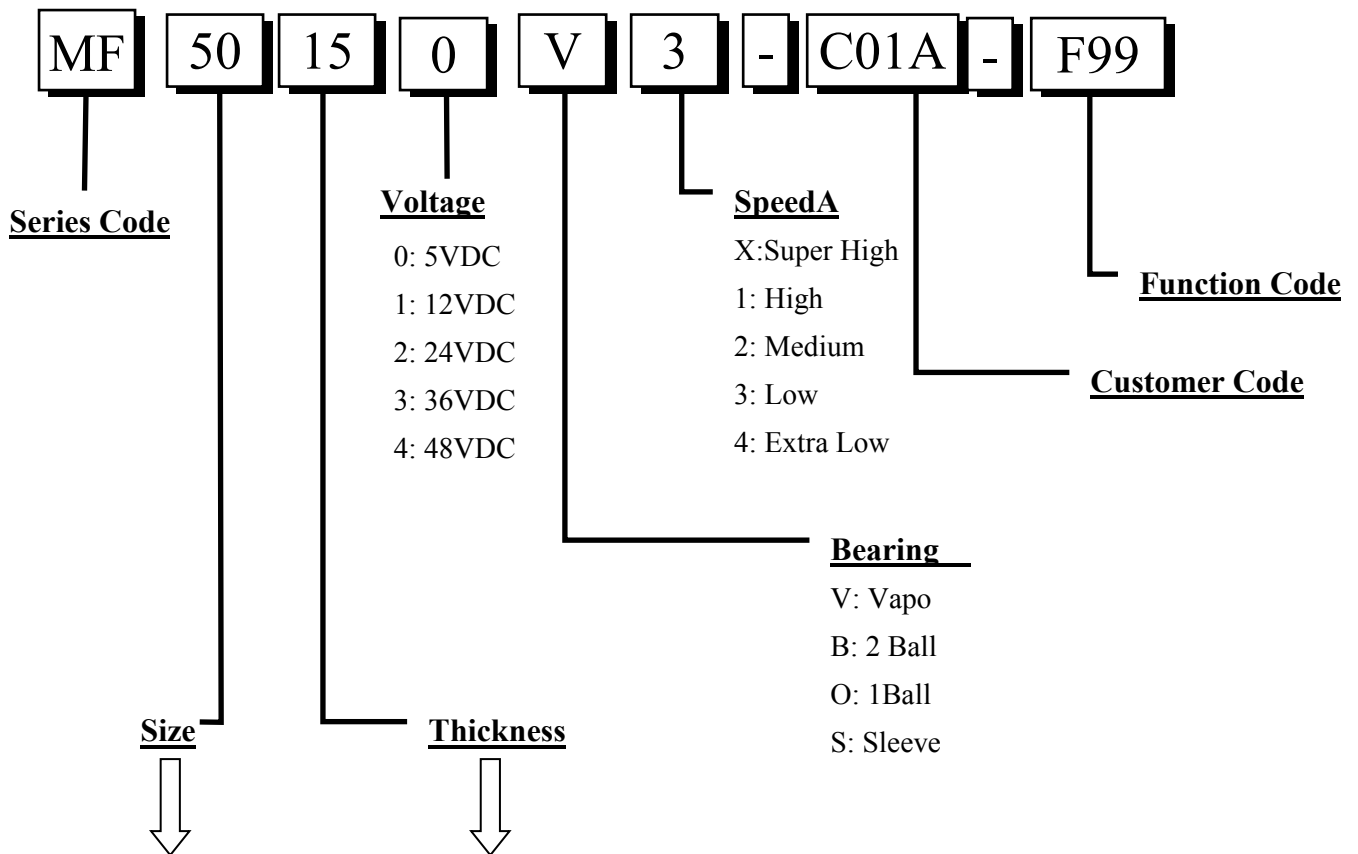 MF 50 15 0 V 3 - C01A - F99
Series Code
Voltage
0: 5VDC
1: 12VDC
2: 24VDC
3: 36VDC
4: 48VDC
SpeedA
X:Super High
1: High
2: Medium
3: Low
4: Extra Low
Function Code
Customer Code
Bearing
V: Vapo
B: 2 Ball
O: 1Ball
S: Sleeve
Size
Thickness